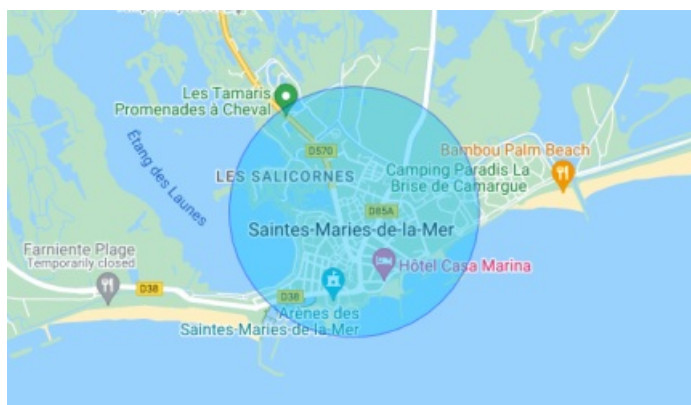 Temporarily closed
Les Tamaris
Promenades à Cheval
D570
Bambou Palm Beach
LES SALICORNES
Camping Paradis La
Brise de Camargue
Étang des Launes
D85A
Saintes-Maries-de-la-Mer
Farniente Plage
Temporarily closed
Hôtel Casa Marina
D38
D38
Arènes des
Saintes-Maries-de-la-Mer